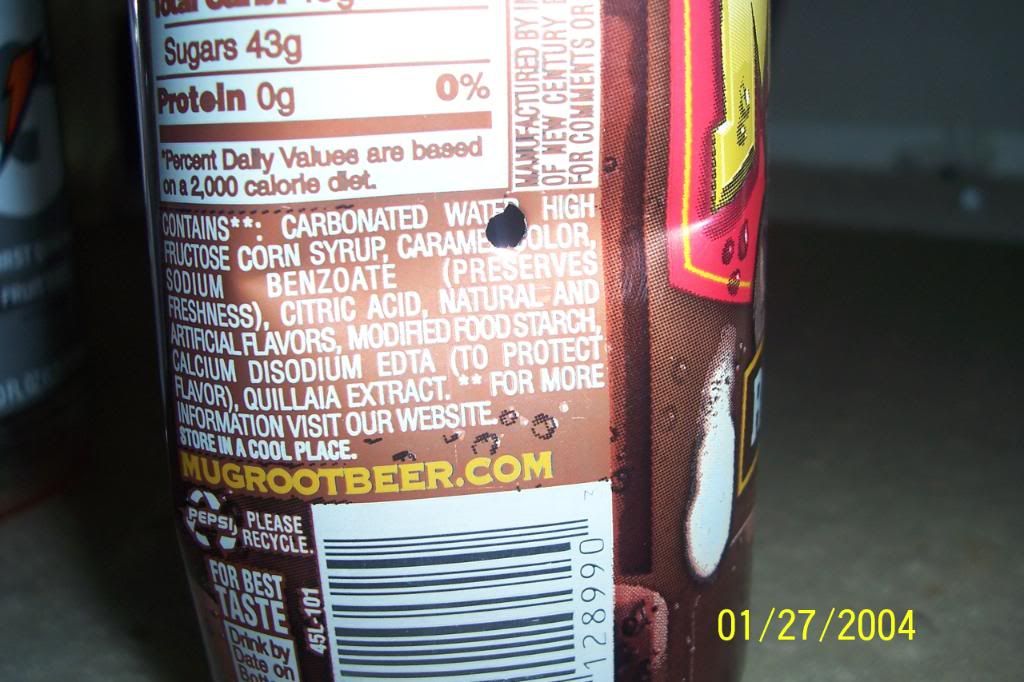 Sugars 43g
Protein 0g 0%
*Percent Daily Values are based
on a 2,000 calorie diet.
MANUFACTURED BY
OF NEW CENTURY
FOR COMMENTS OR
CONTAINS**: CARBONATED WATER, HIGH
FRUCTOSE CORN SYRUP, CARAMEL COLOR,
SODIUM BENZOATE (PRESERVES
FRESHNESS), CITRIC ACID, NATURAL AND
ARTIFICIAL FLAVORS, MODIFIED FOOD STARCH,
CALCIUM DISODIUM EDTA (TO PROTECT
FLAVOR), QUILLAIA EXTRACT. ** FOR MORE
INFORMATION VISIT OUR WEBSITE.
STORE IN A COOL PLACE.
MUGROOTBEER.COM
PEPSI
PLEASE
RECYCLE.
FOR BEST
TASTE
Drink by
Date on
45L-101
128990
01/27/2004